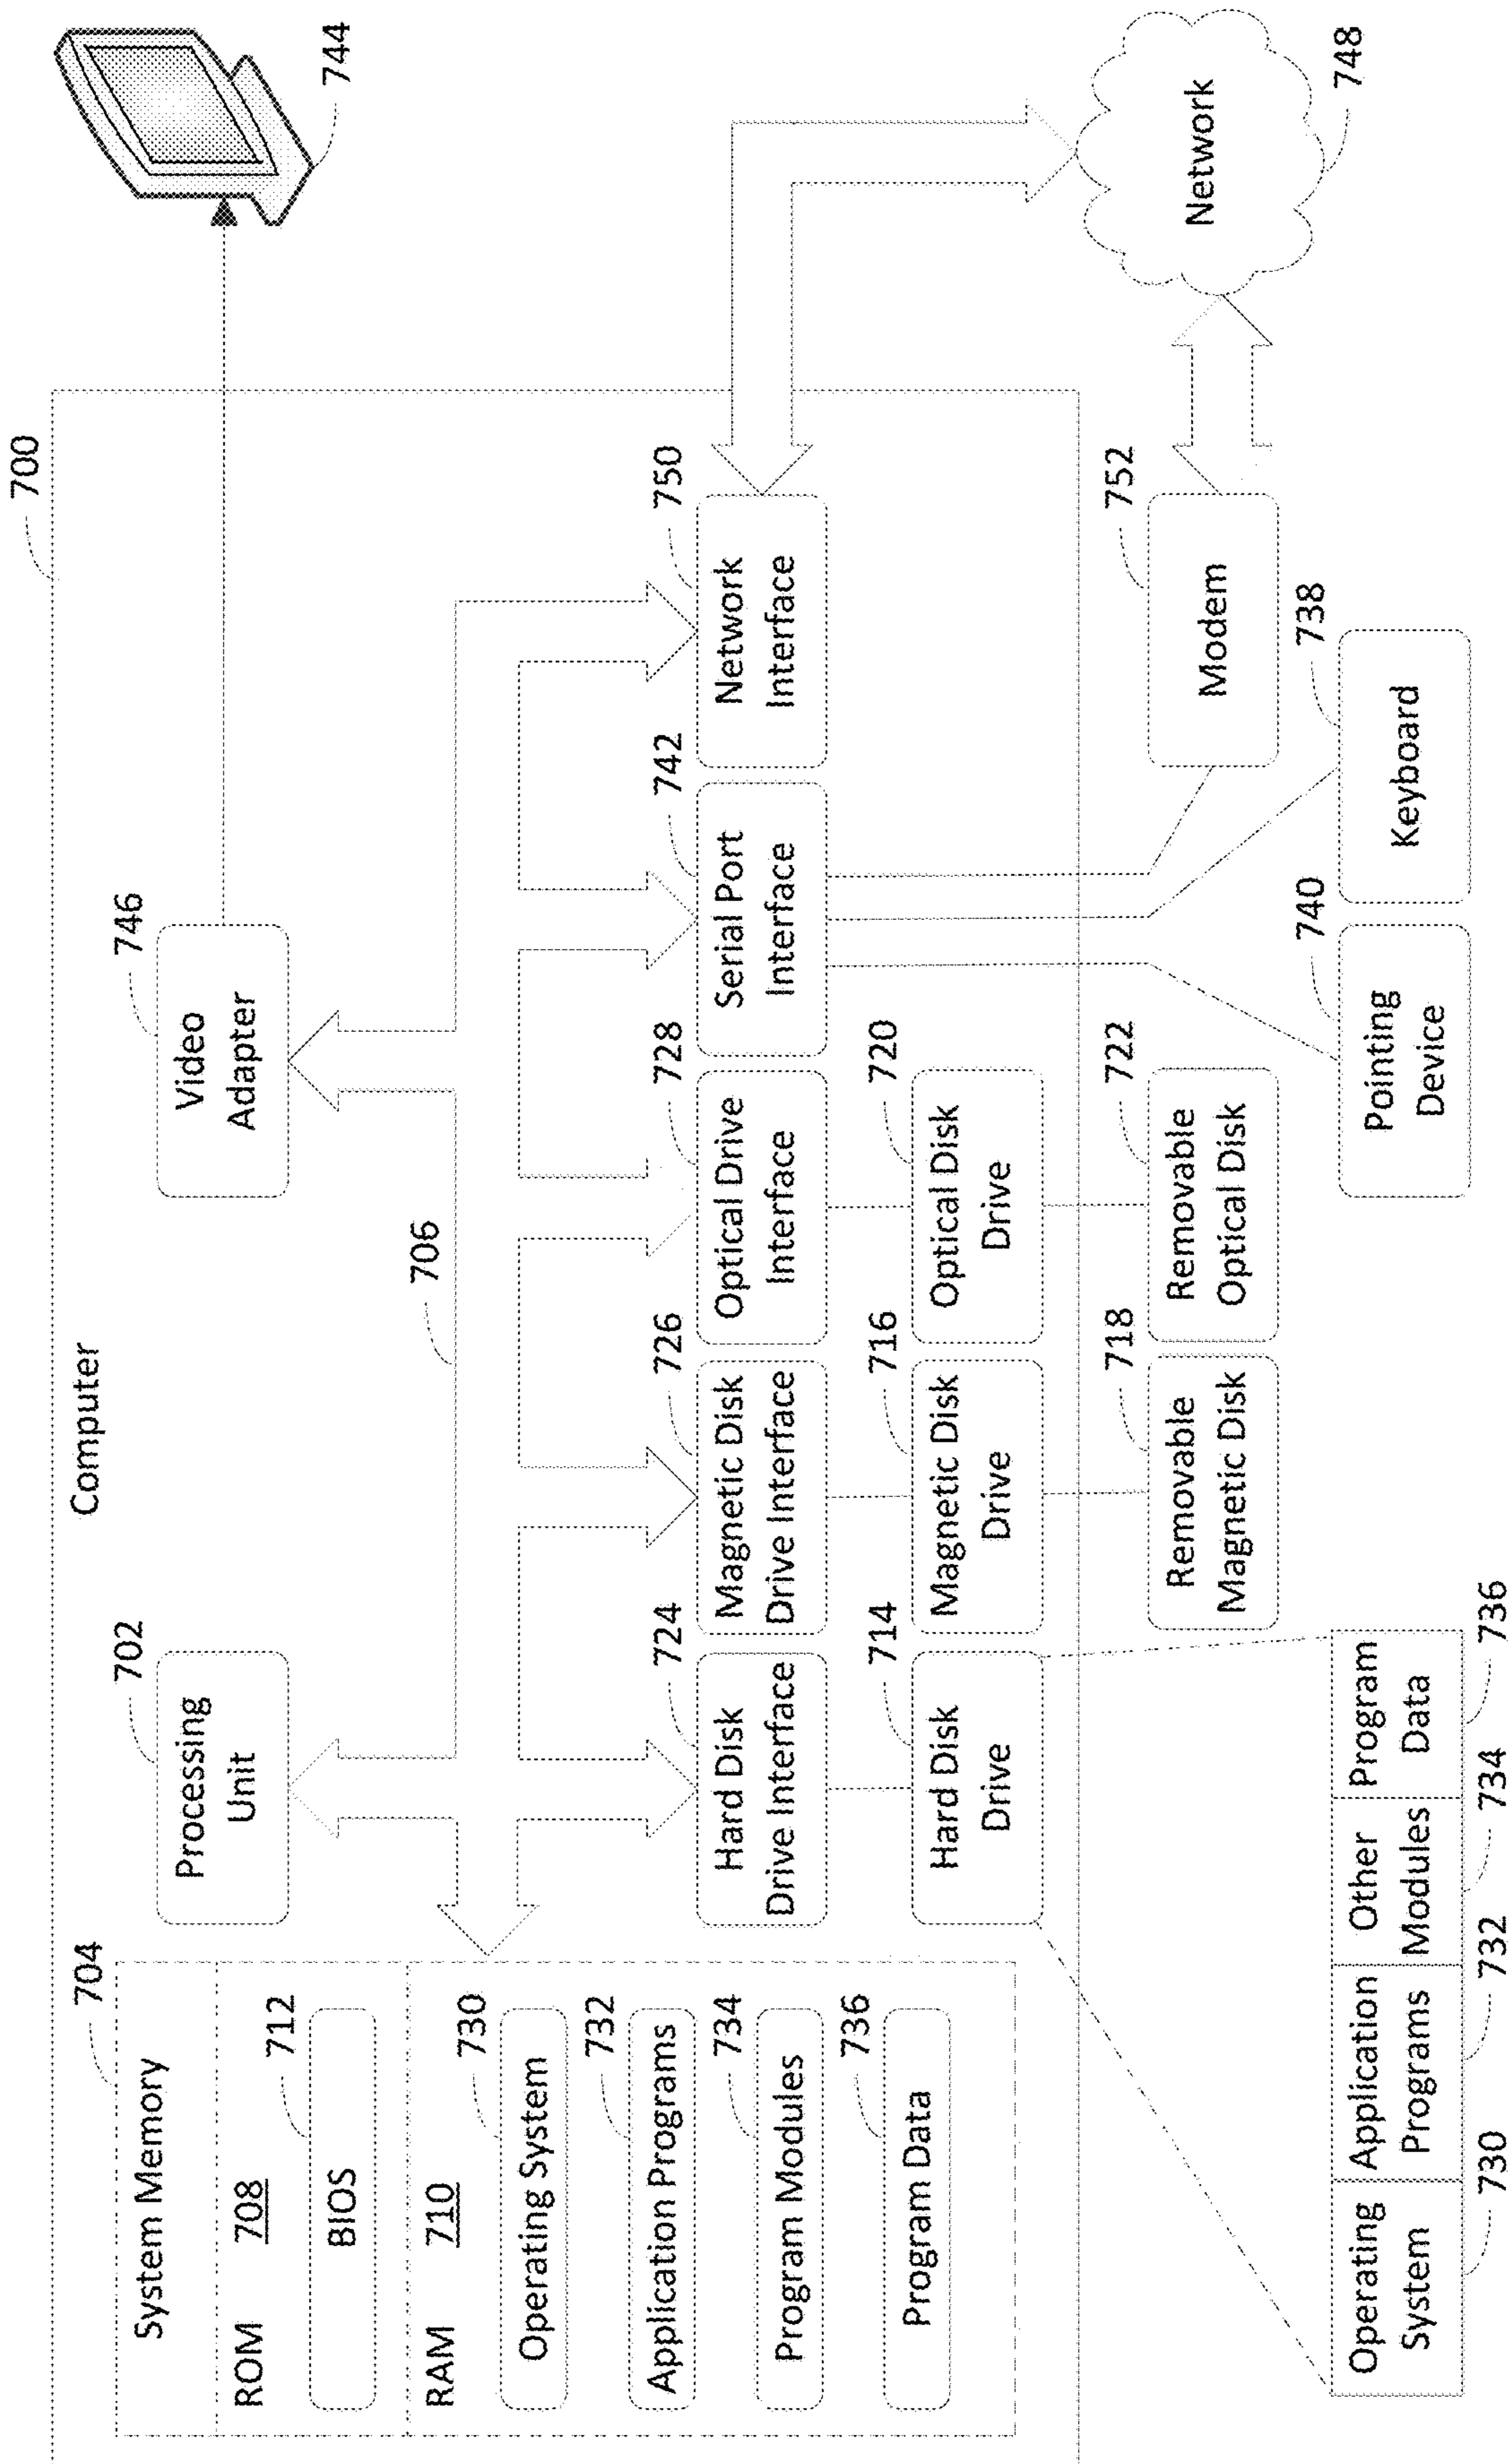 700
Computer
744
704
System Memory
ROM 708
712
BIOS
RAM 710
730
Operating System
732
Application Programs
734
Program Modules
736
Program Data
702
Processing
Unit
746
Video
Adapter
706
724
Hard Disk
Drive Interface
726
Magnetic Disk
Drive Interface
728
Optical Drive
Interface
742
Serial Port
Interface
750
Network
Interface
714
Hard Disk
Drive
716
Magnetic Disk
Drive
720
Optical Disk
Drive
718
Removable
Magnetic Disk
722
Removable
Optical Disk
752
Modem
Network
748
740
Pointing
Device
738
Keyboard
Operating
System
730
Application
Programs
732
Other
Modules
734
Program
Data
736